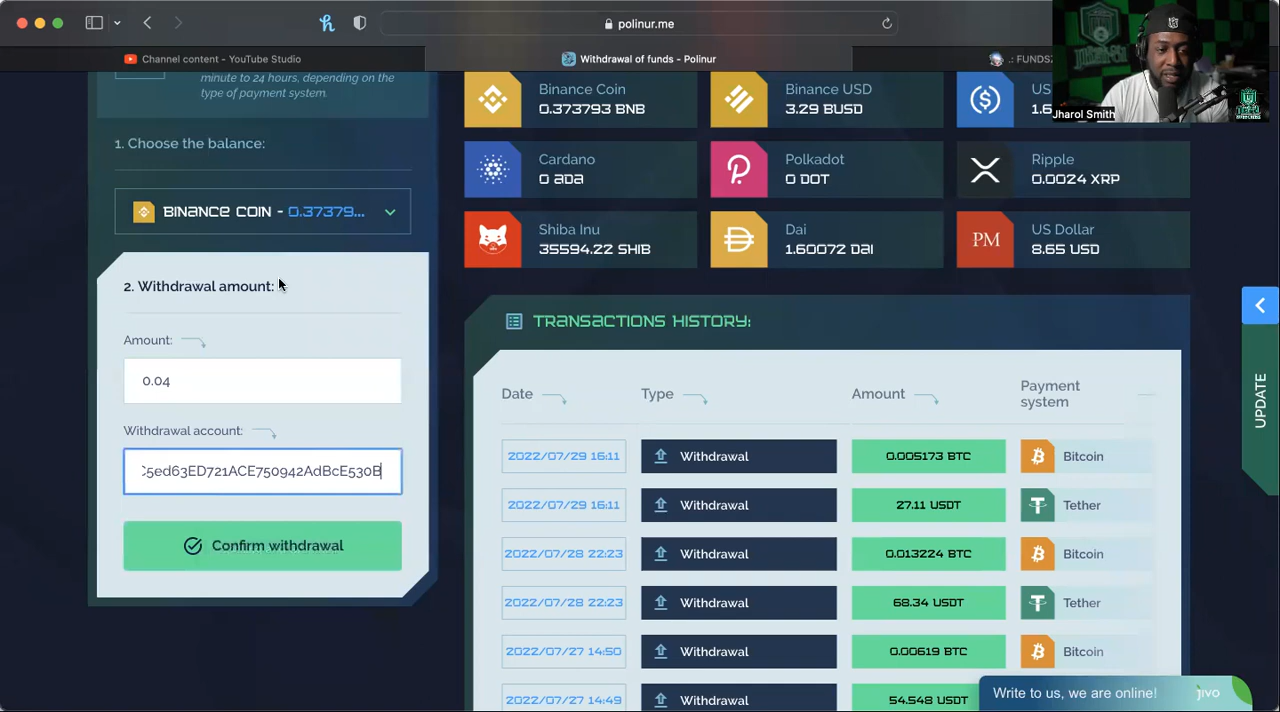 polinur.me
Channel content - YouTube Studio
Withdrawal of funds - Polinur
.: FUNDS
Jharol Smith
minute to 24 hours, depending on the
type of payment system.
1. Choose the balance:
Binance Coin - 0.37379...
2. Withdrawal amount:
Amount:
0.04
Withdrawal account:
C5ed63ED721ACE750942AdBcE530B
Confirm withdrawal
Binance Coin
0.373793 BNB
Binance USD
3.29 BUSD
US
1.6
Cardano
0 ADA
Polkadot
0 DOT
Ripple
0.0024 XRP
Shiba Inu
35594.22 SHIB
Dai
1.60072 DAI
PM
US Dollar
8.65 USD
TRANSACTIONS HISTORY:
Date
Type
Amount
Payment
system
2022/07/29 16:11
Withdrawal
0.005173 BTC
Bitcoin
2022/07/29 16:11
Withdrawal
27.11 USDT
Tether
2022/07/28 22:23
Withdrawal
0.013224 BTC
Bitcoin
2022/07/28 22:23
Withdrawal
68.34 USDT
Tether
2022/07/27 14:50
Withdrawal
0.00619 BTC
Bitcoin
2022/07/27 14:49
Withdrawal
54.548 USDT
UPDATE
Write to us, we are online!
jivo